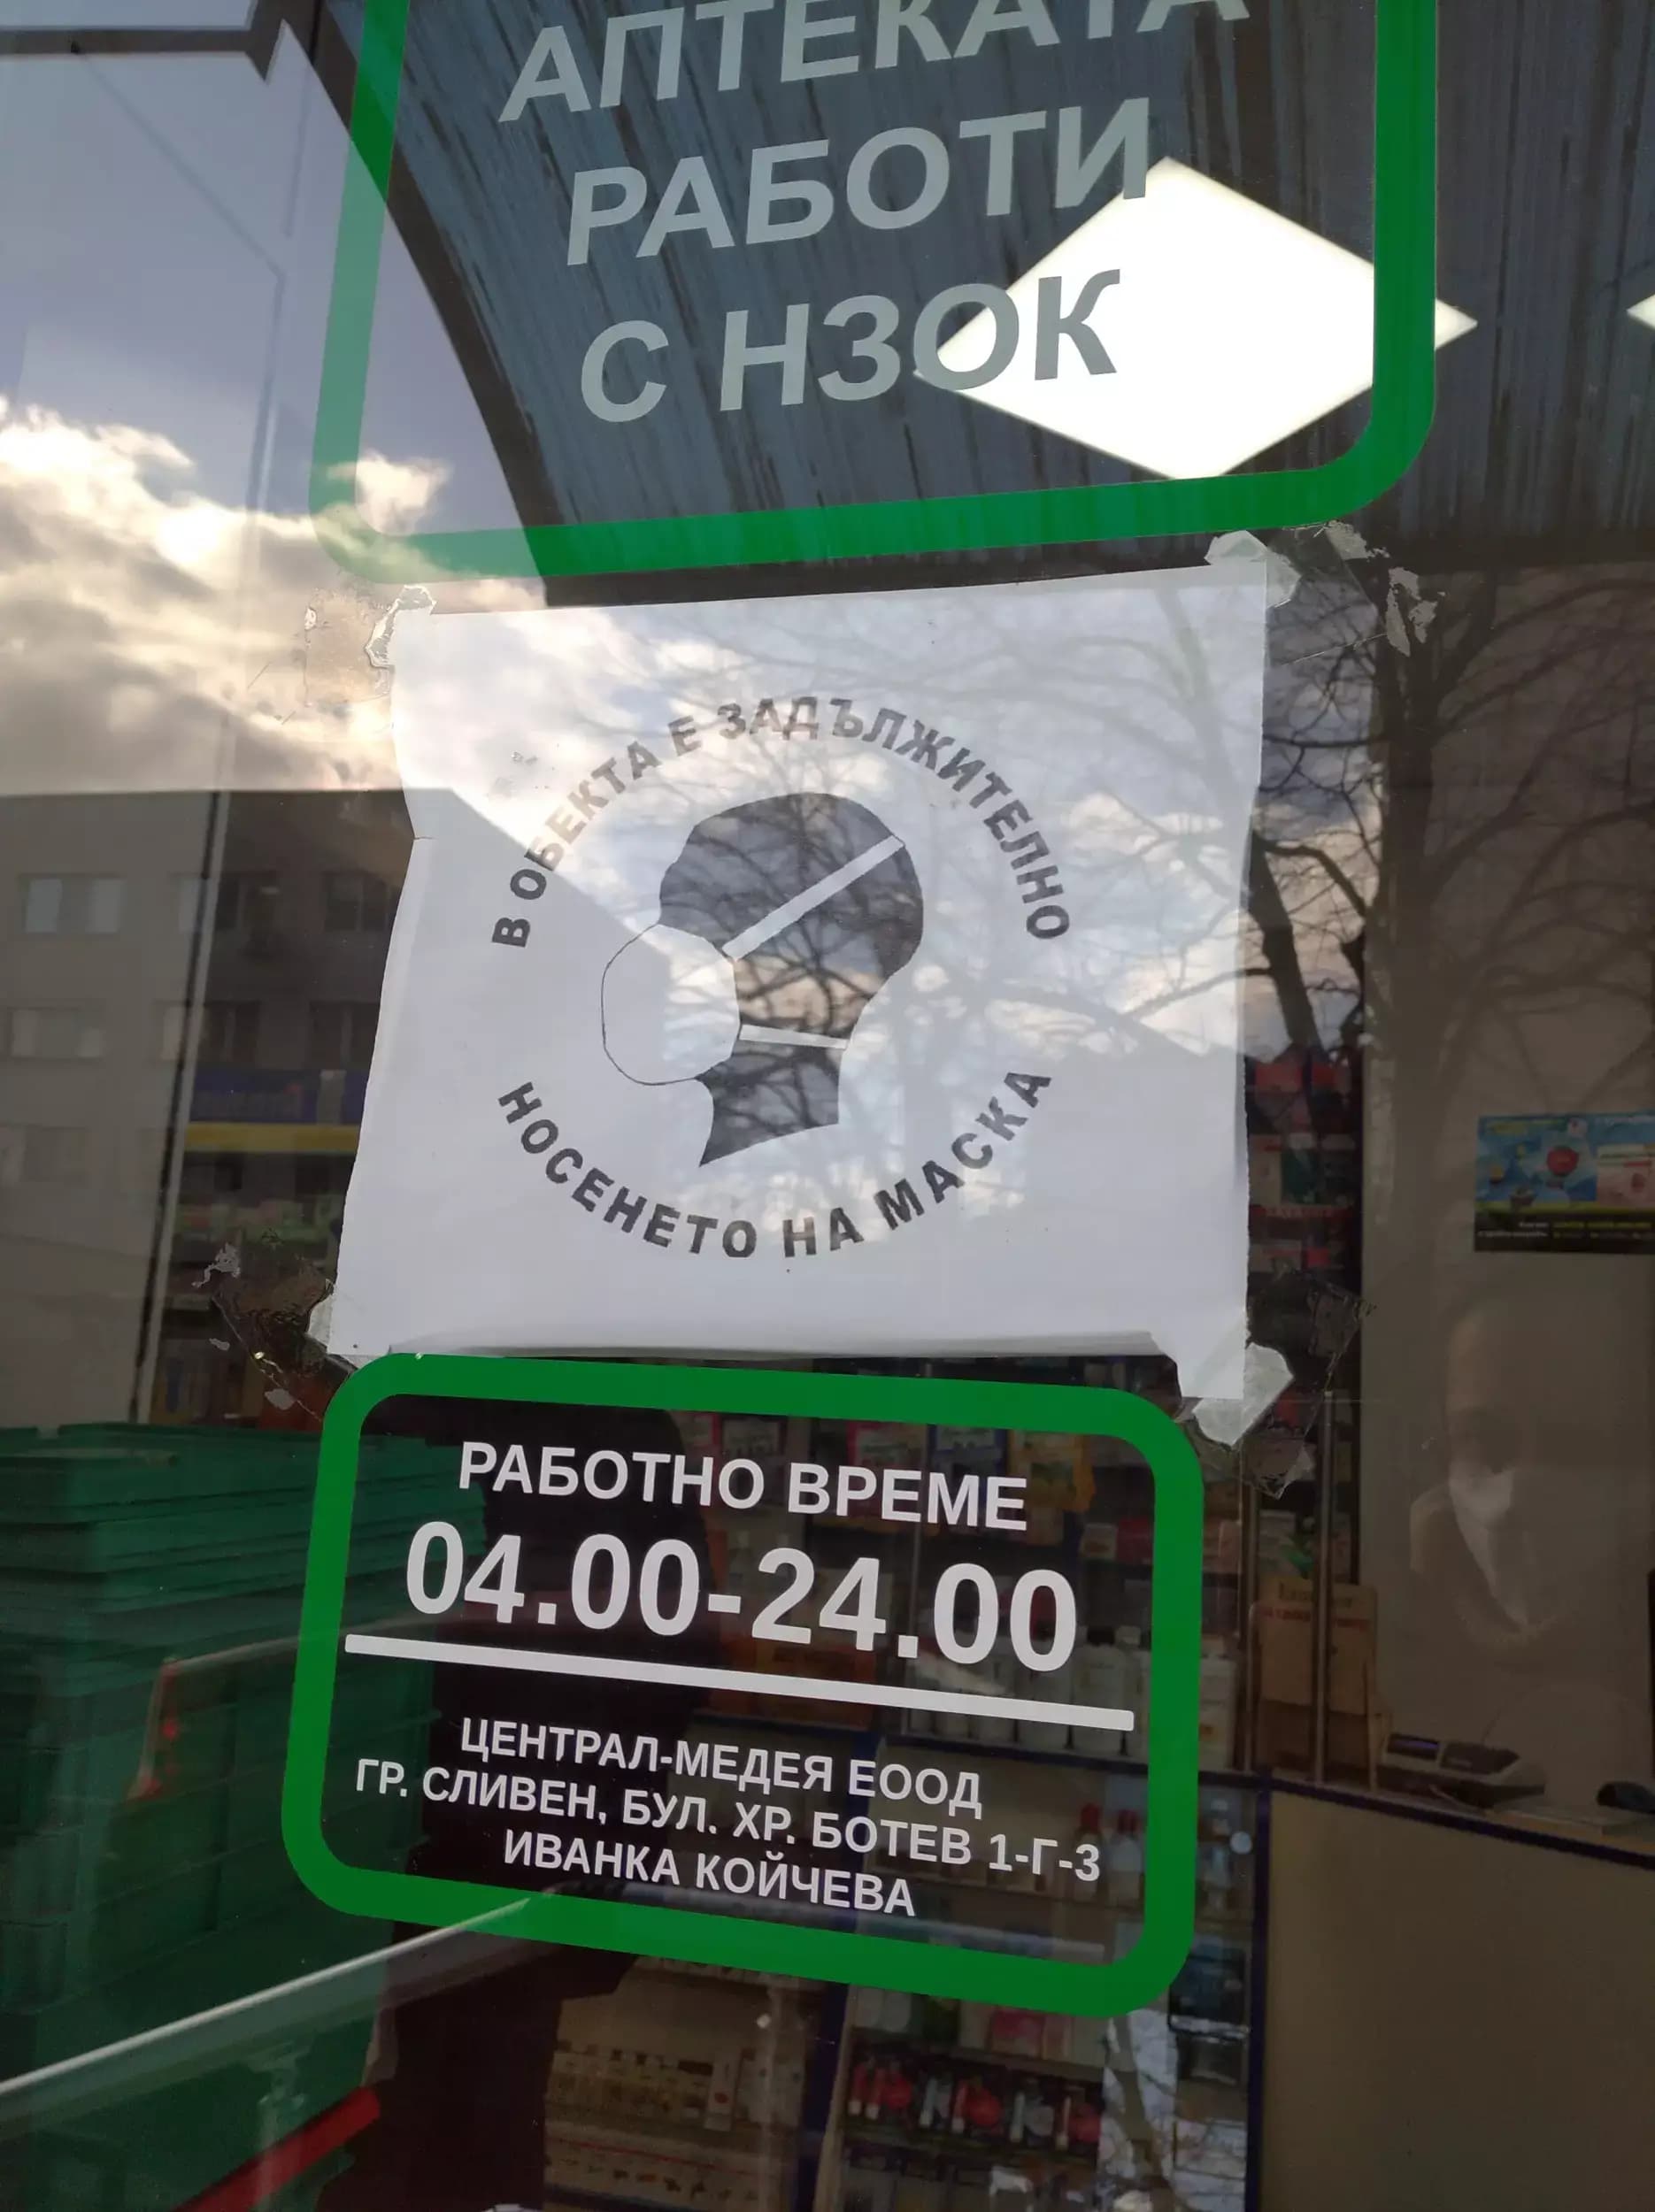 АПТЕКАТА
РАБОТИ
С НЗОК
В ОБЕКТА Е ЗАДЪЛЖИТЕЛНО
НОСЕНЕТО НА МАСКА
РАБОТНО ВРЕМЕ
04.00-24.00
ЦЕНТРАЛ-МЕДЕЯ ЕООД
ГР. СЛИВЕН, БУЛ. ХР. БОТЕВ 1-Г-3
ИВАНКА КОЙЧЕВА